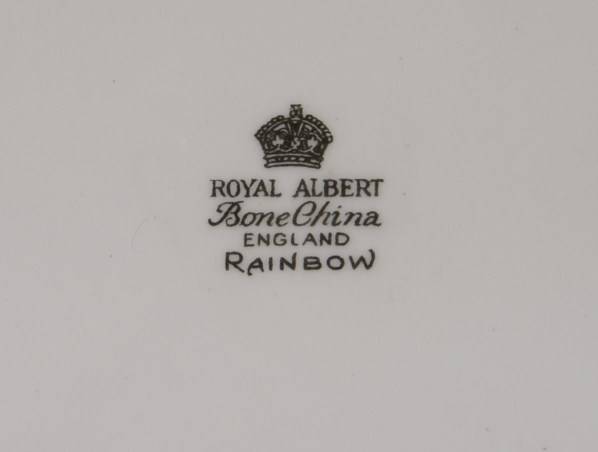 ROYAL ALBERT
Bone China
ENGLAND
RAINBOW